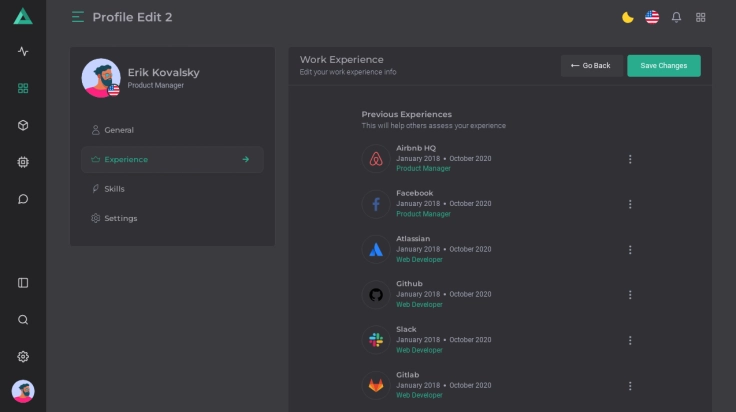 Profile Edit 2
Erik Kovalsky
Product Manager
General
Experience
Skills
Settings
Work Experience
Edit your work experience info
Go Back
Save Changes
Previous Experiences
This will help others assess your experience
Airbnb HQ
January 2018 • October 2020
Product Manager
Facebook
January 2018 • October 2020
Product Manager
Atlassian
January 2018 • October 2020
Web Developer
Github
January 2018 • October 2020
Web Developer
Slack
January 2018 • October 2020
Web Developer
Gitlab
January 2018 • October 2020
Web Developer